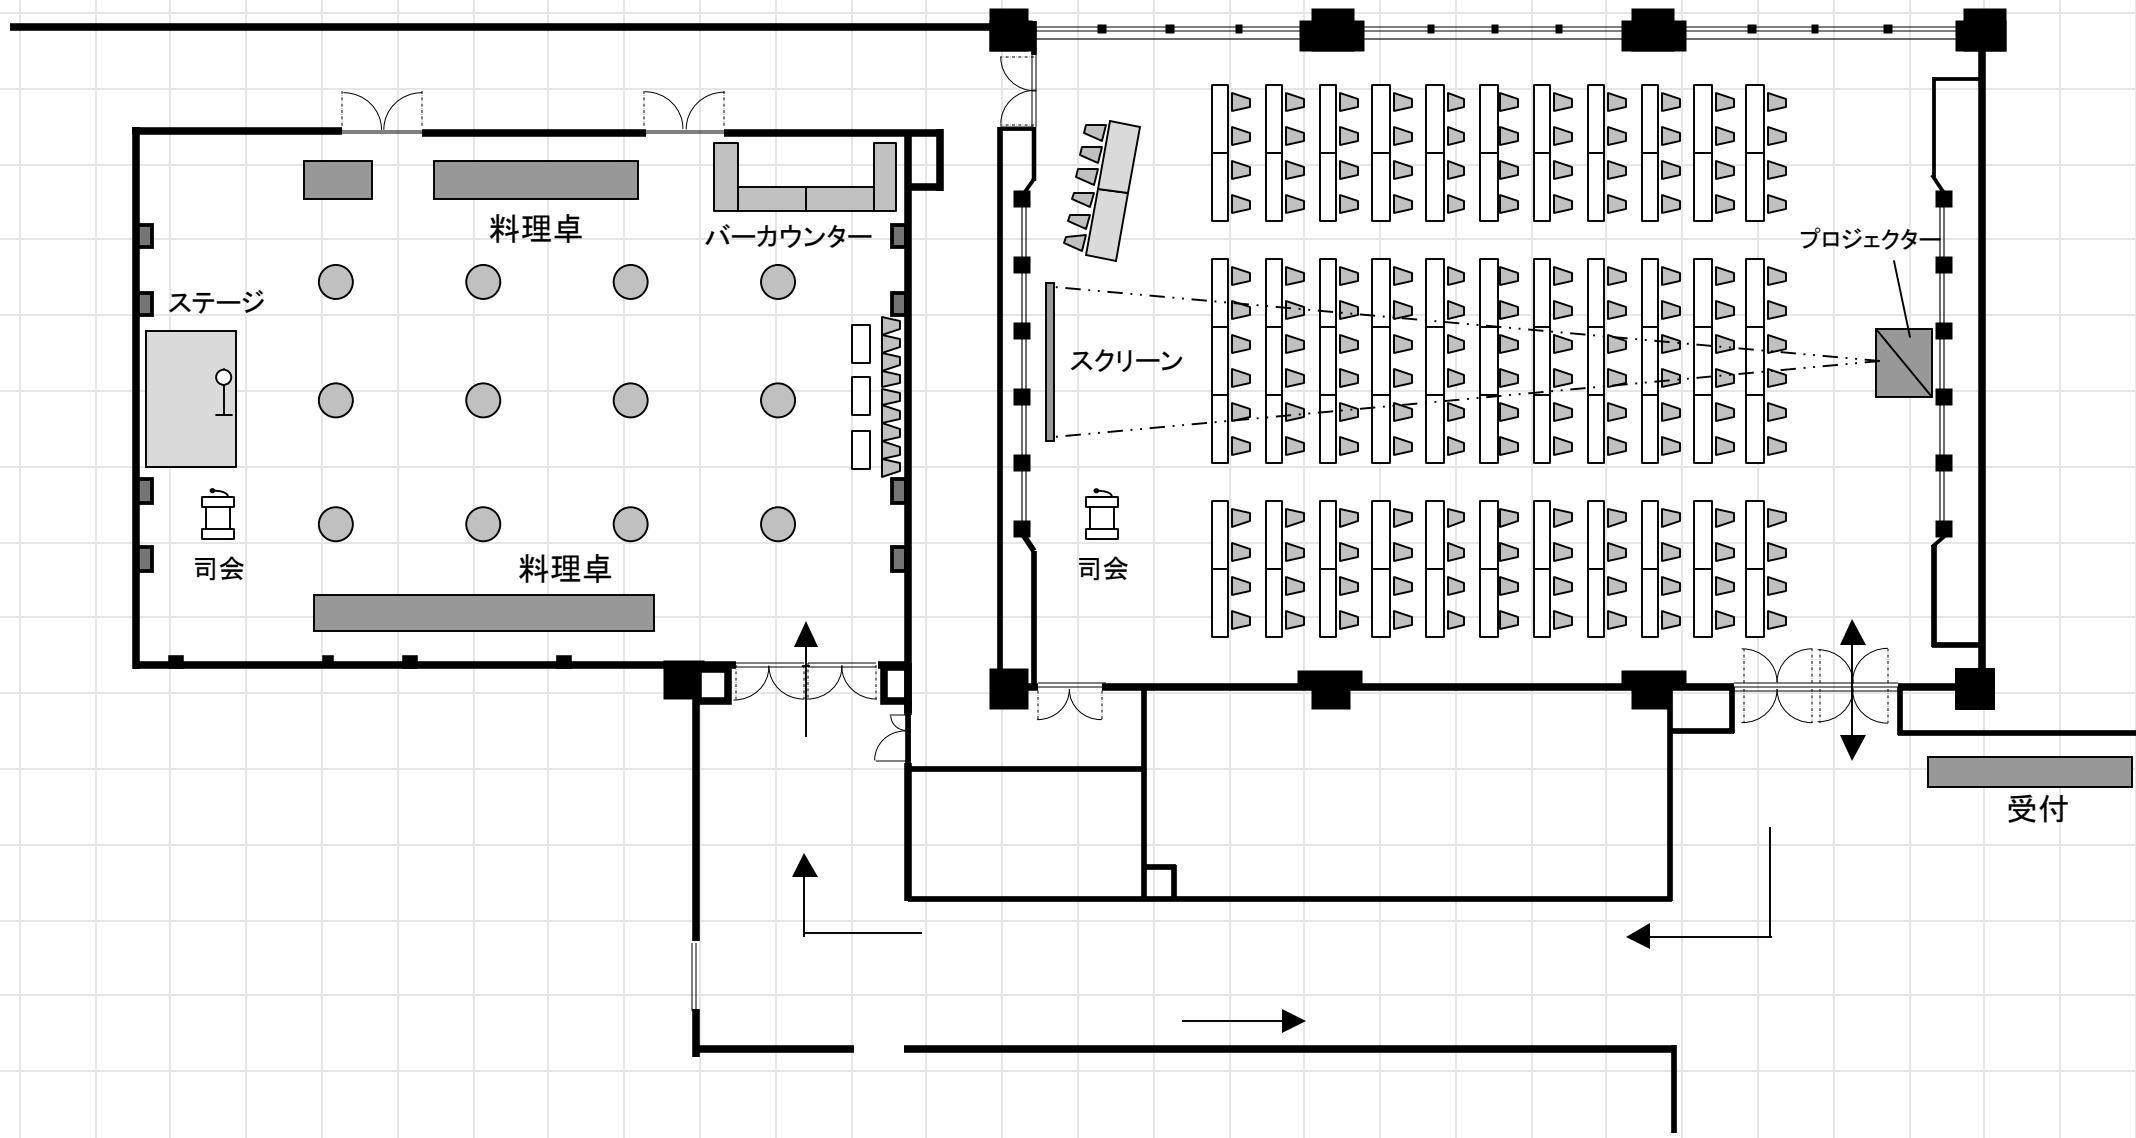 料理卓
バーカウンター
プロジェクター
ステージ
スクリーン
司会
料理卓
司会
受付